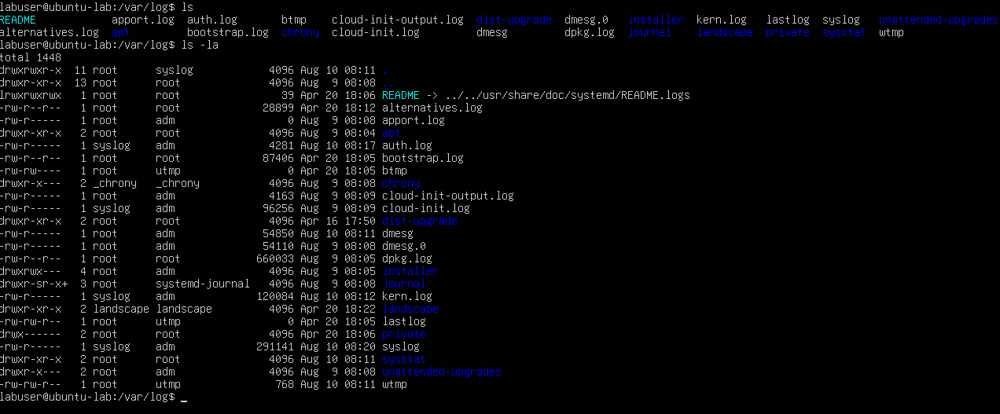 labuser@ubuntu-lab:/var/log$ ls
README            apport.log  auth.log       btmp    cloud-init-output.log  dist-upgrade  dmesg.0   installer  kern.log   lastlog  syslog   unattended-upgrades
alternatives.log  apt         bootstrap.log  chrony  cloud-init.log         dmesg         dpkg.log  journal    landscape  private  sysstat  wtmp
labuser@ubuntu-lab:/var/log$ ls -la
total 1448
drwxrwxr-x  11 root      syslog            4096 Aug 10 08:11 .
drwxr-xr-x  13 root      root              4096 Aug  9 08:08 ..
lrwxrwxrwx   1 root      root                39 Apr 20 18:06 README -> ../../usr/share/doc/systemd/README.logs
-rw-r--r--   1 root      root             28899 Apr 20 18:12 alternatives.log
-rw-r-----   1 root      adm                  0 Aug  9 08:08 apport.log
drwxr-xr-x   2 root      root              4096 Aug  9 08:04 apt
-rw-r-----   1 syslog    adm               4281 Aug 10 08:17 auth.log
-rw-r--r--   1 root      root             87406 Apr 20 18:05 bootstrap.log
-rw-rw----   1 root      utmp                 0 Apr 20 18:05 btmp
drwxr-x---   2 _chrony   _chrony           4096 Aug  9 08:08 chrony
-rw-r-----   1 root      adm               4163 Aug  9 08:09 cloud-init-output.log
-rw-r-----   1 syslog    adm              96256 Aug  9 08:09 cloud-init.log
drwxr-xr-x   2 root      root              4096 Apr 16 17:50 dist-upgrade
-rw-r-----   1 root      adm              54850 Aug 10 08:11 dmesg
-rw-r-----   1 root      adm              54110 Aug  9 08:08 dmesg.0
-rw-r--r--   1 root      root            660033 Aug  9 08:05 dpkg.log
drwxrwx---   4 root      adm               4096 Aug  9 08:05 installer
drwxr-sr-x+  3 root      systemd-journal   4096 Aug  9 08:08 journal
-rw-r-----   1 syslog    adm             120084 Aug 10 08:12 kern.log
drwxr-xr-x   2 landscape landscape         4096 Apr 20 18:22 landscape
-rw-rw-r--   1 root      utmp                 0 Apr 20 18:05 lastlog
drwx------   2 root      root              4096 Apr 20 18:06 private
-rw-r-----   1 syslog    adm             291141 Aug 10 08:20 syslog
drwxr-xr-x   2 root      root              4096 Aug 10 08:11 sysstat
drwxr-x---   2 root      adm               4096 Aug  9 08:08 unattended-upgrades
-rw-rw-r--   1 root      utmp               768 Aug 10 08:11 wtmp
labuser@ubuntu-lab:/var/log$ _